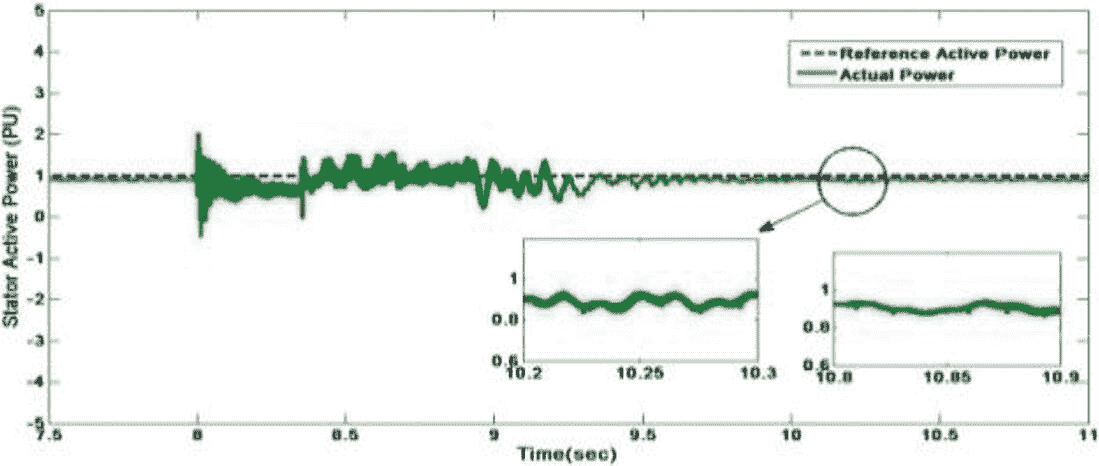 5
4
3
2
1
0
-1
-2
-3
-4
-5
Stator Active Power (PU)
Reference Active Power
Actual Power
1
0.8
0.6
10.2 10.25 10.3
1
0.8
0.6
10.8 10.85 10.9
7.5 8 8.5 9 9.5 10 10.5 11
Time(sec)